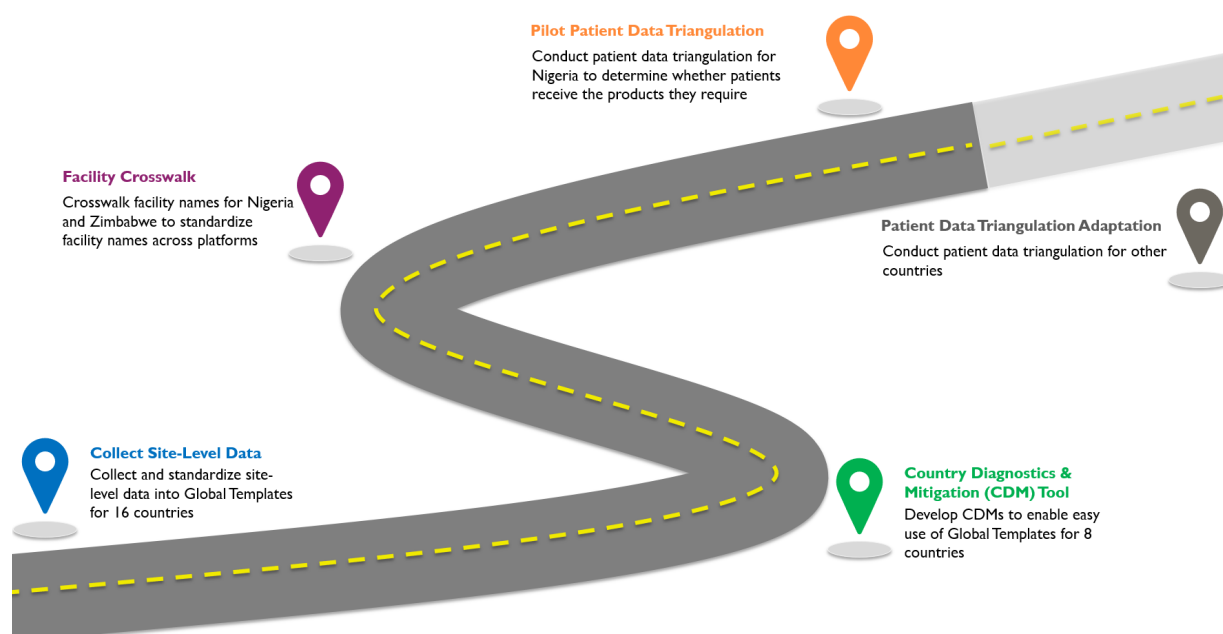 Pilot Patient Data Triangulation
Conduct patient data triangulation for
Nigeria to determine whether patients
receive the products they require
Facility Crosswalk
Crosswalk facility names for Nigeria
and Zimbabwe to standardize
facility names across platforms
Patient Data Triangulation Adaptation
Conduct patient data triangulation for other
countries
Collect Site-Level Data
Collect and standardize site-
level data into Global Templates
for 16 countries
Country Diagnostics &
Mitigation (CDM) Tool
Develop CDMs to enable easy
use of Global Templates for 8
countries